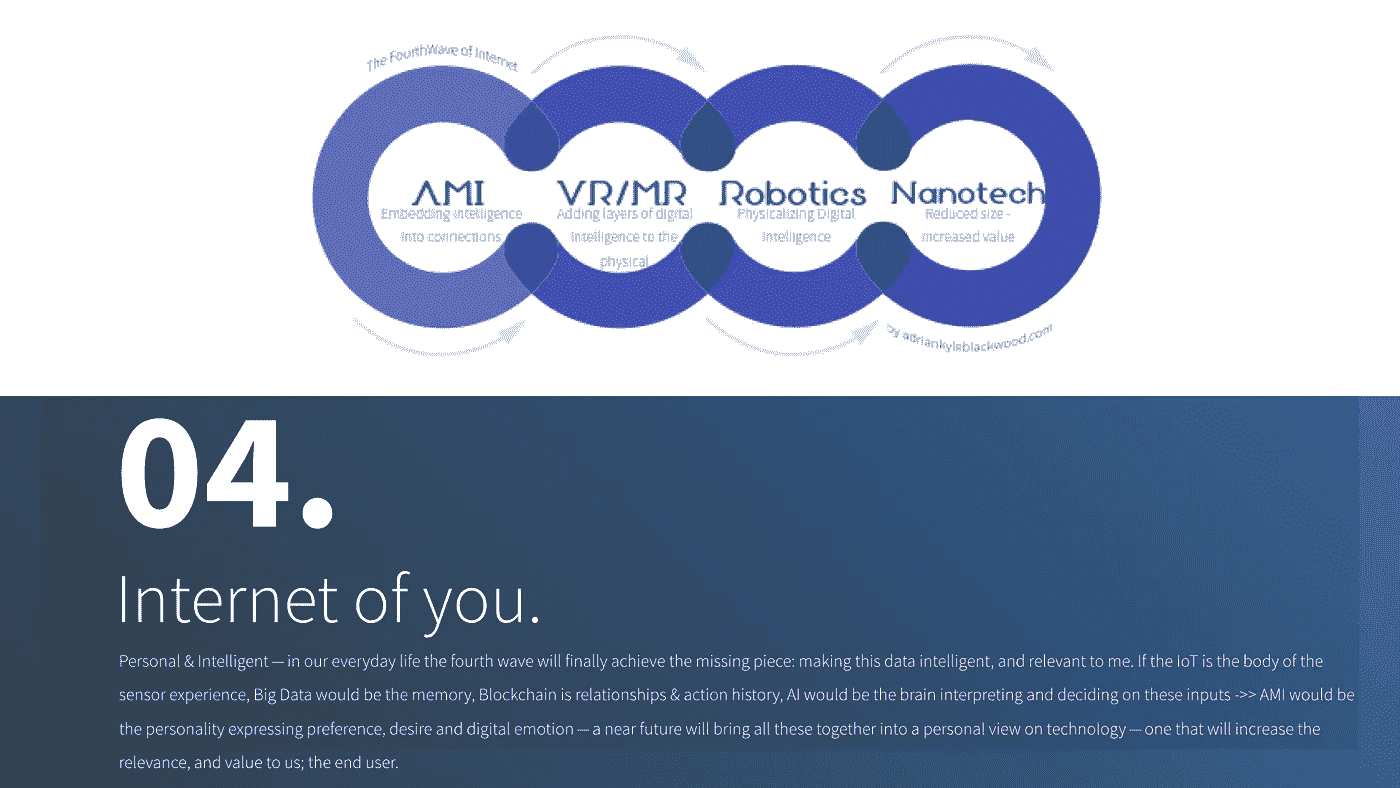 The FourthWave of Internet
AMI
Embedding intelligence
into connections
VR/MR
Adding layers of digital
Intelligence to the
physical
Robotics
Physicalizing Digital
Intelligence
Nanotech
Reduced size -
increased value
by adriankyleblackwood.com
04.
Internet of you.
Personal & Intelligent — in our everyday life the fourth wave will finally achieve the missing piece: making this data intelligent, and relevant to me. If the IoT is the body of the
sensor experience, Big Data would be the memory, Blockchain is relationships & action history, AI would be the brain interpreting and deciding on these inputs ->> AMI would be
the personality expressing preference, desire and digital emotion — a near future will bring all these together into a personal view on technology — one that will increase the
relevance, and value to us; the end user.